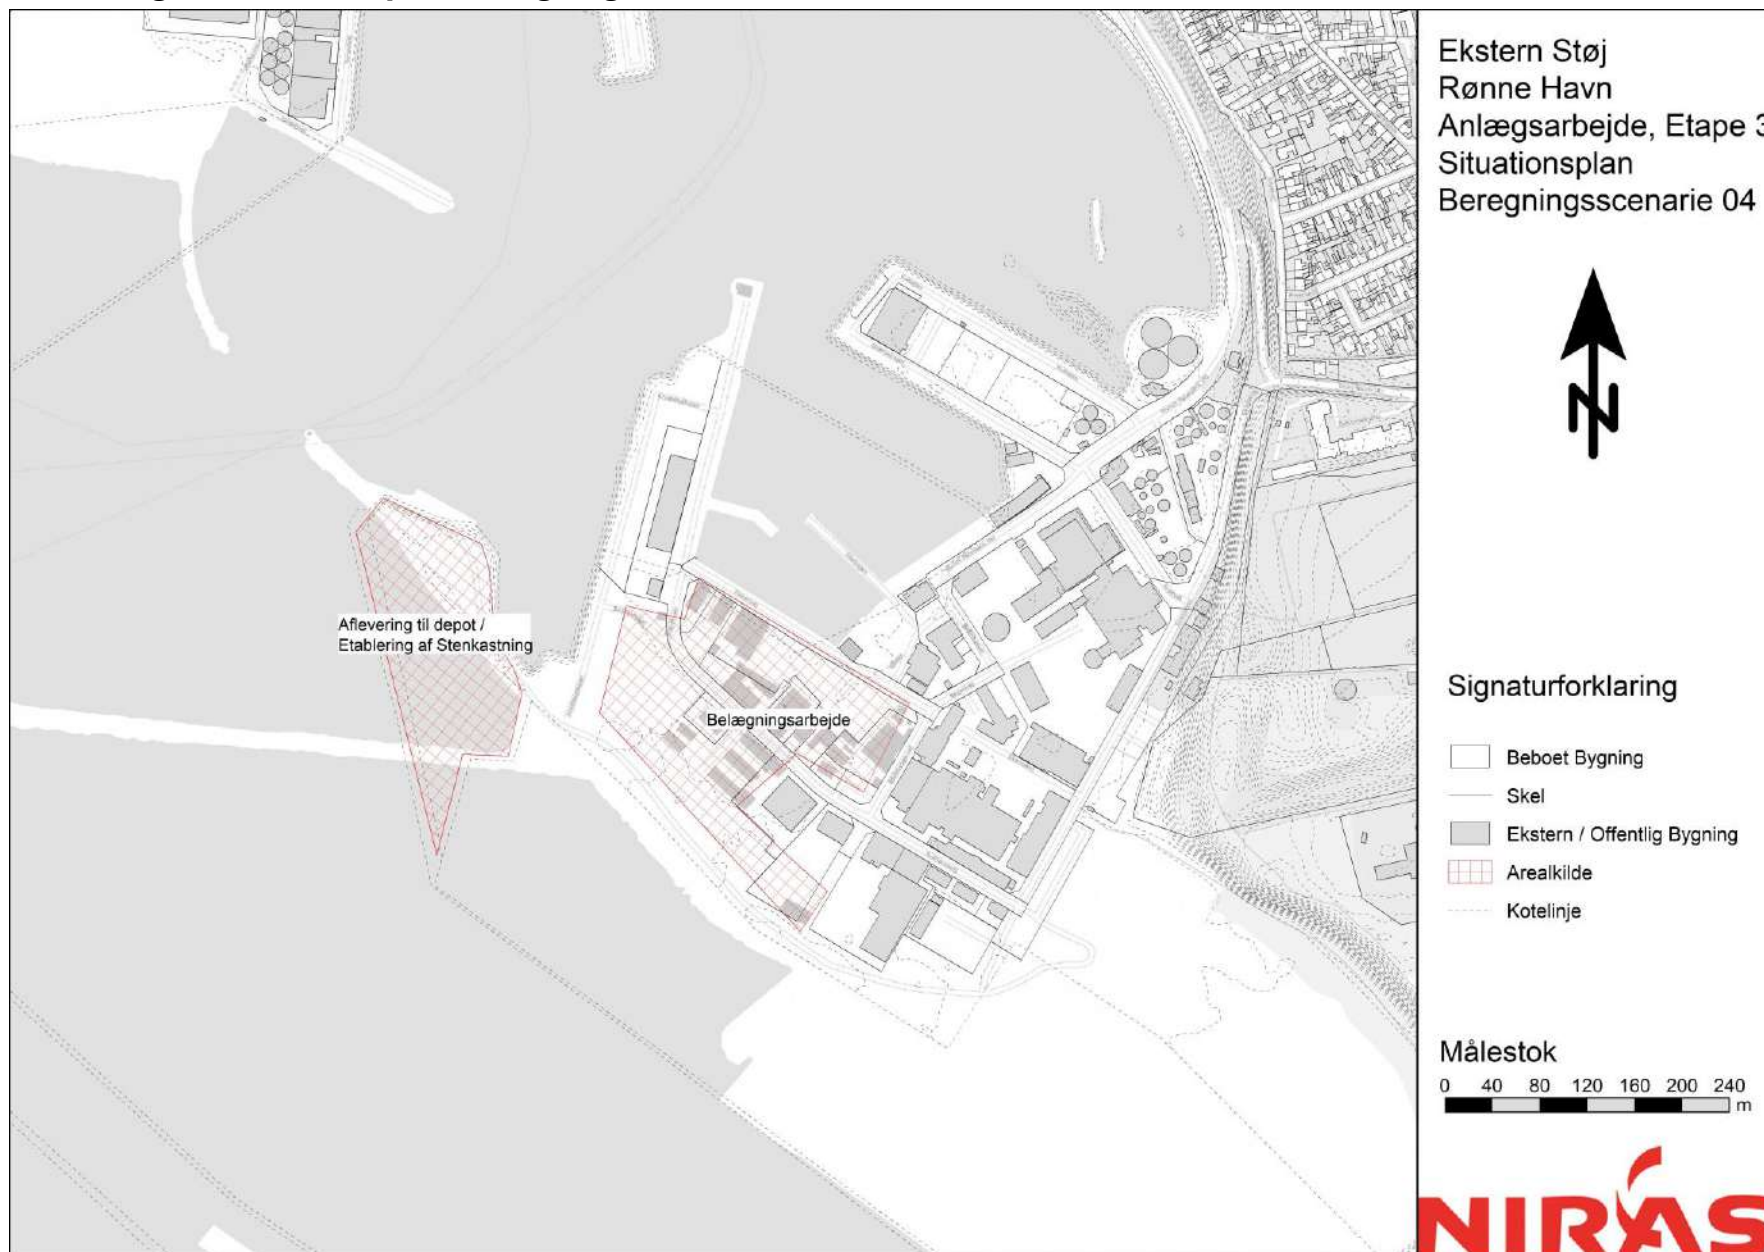 Ekstern Støj
Rønne Havn
Anlægsarbejde, Etape 3
Situationsplan
Beregningsscenarie 04
N
Aflevering til depot /
Etablering af Stenkastning
Belægningsarbejde
Signaturforklaring
Beboet Bygning
Skel
Ekstern / Offentlig Bygning
Arealkilde
Kotelinje
Målestok
0 40 80 120 160 200 240
m
NIRAS